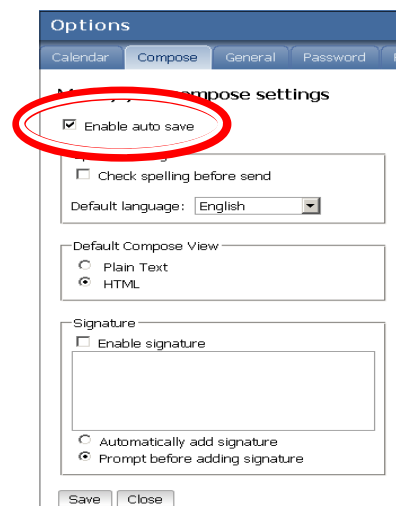 Options
Calendar Compose General Password
compose settings
Enable auto save
Check spelling before send
Default language: English
Default Compose View
Plain Text
HTML
Signature
Enable signature
Automatically add signature
Prompt before adding signature
Save Close